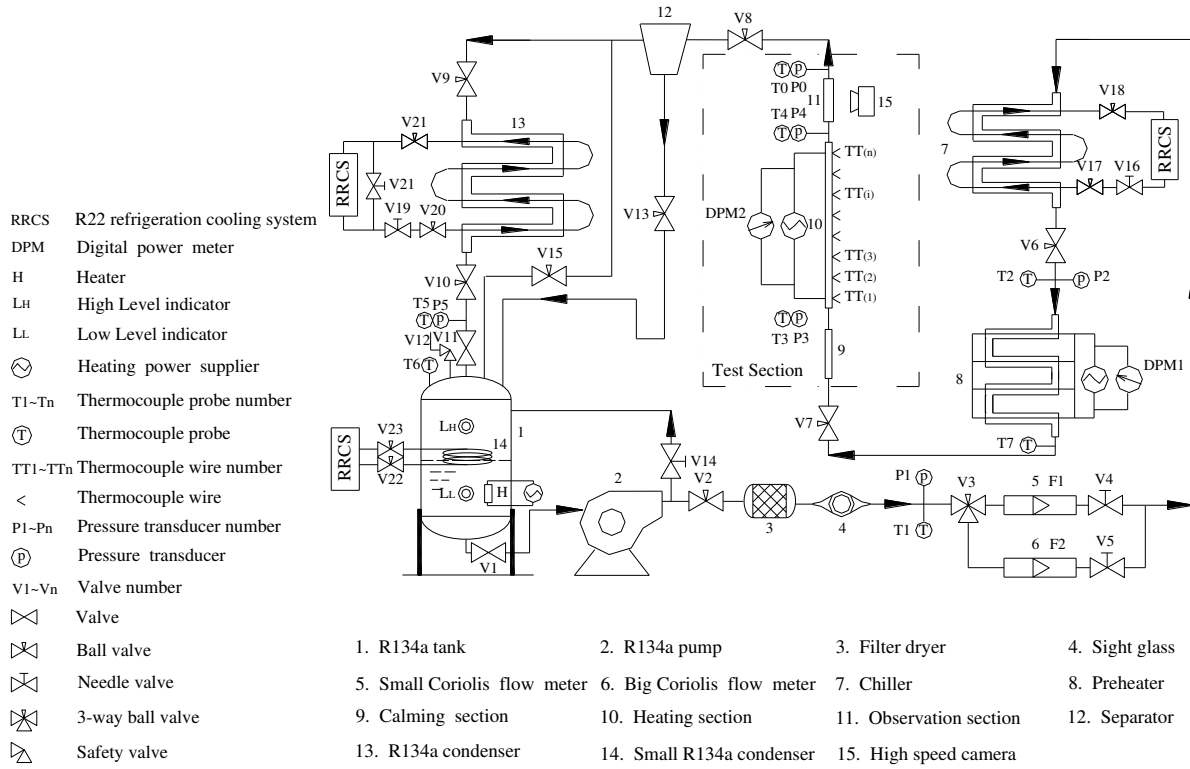 12
V8
V9
T0 P0
11
15
T4 P4
V18
V21
13
RRCS
V21
TT(n)
7
RRCS
V17
V16
TT(i)
DPM2
10
V19
V20
V13
RRCS R22 refrigeration cooling system
DPM Digital power meter
H Heater
LH High Level indicator
LL Low Level indicator
Heating power supplier
T1~Tn Thermocouple probe number
T Thermocouple probe
TT1~TTn Thermocouple wire number
< Thermocouple wire
P1~Pn Pressure transducer number
P Pressure transducer
V1~Vn Valve number
Valve
Ball valve
Needle valve
3-way ball valve
Safety valve
V15
V10
TT(3)
TT(2)
TT(1)
V6
T2 T
P P2
T5 P5
T P
V12
V11
T6 T
T P
T3 P3
9
Test Section
8
DPM1
LH
1
V7
T7 T
V23
14
RRCS
V22
LL
H
V14
2
V2
3
4
P1 P
T1 T
V3
5 F1
V4
6 F2
V5
V1
1. R134a tank
2. R134a pump
3. Filter dryer
4. Sight glass
5. Small Coriolis flow meter
6. Big Coriolis flow meter
7. Chiller
8. Preheater
9. Calming section
10. Heating section
11. Observation section
12. Separator
13. R134a condenser
14. Small R134a condenser
15. High speed camera